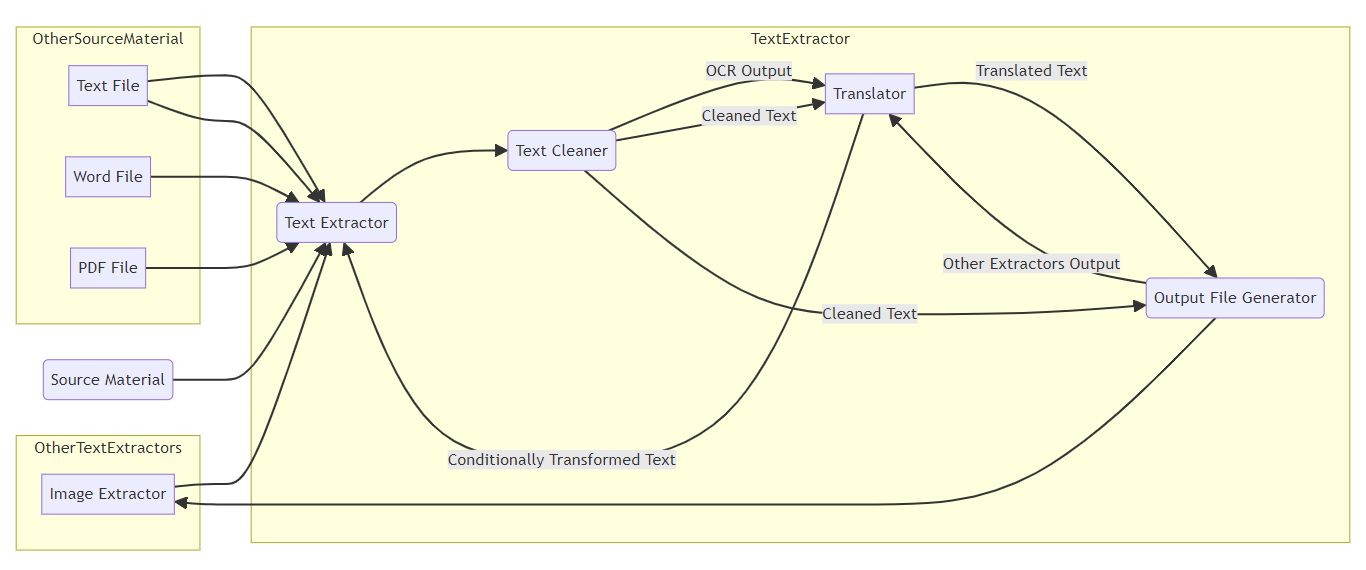 OtherSourceMaterial
Text File
Word File
PDF File
Source Material
OtherTextExtractors
Image Extractor
TextExtractor
Text Extractor
Text Cleaner
OCR Output
Cleaned Text
Translator
Translated Text
Other Extractors Output
Output File Generator
Cleaned Text
Conditionally Transformed Text